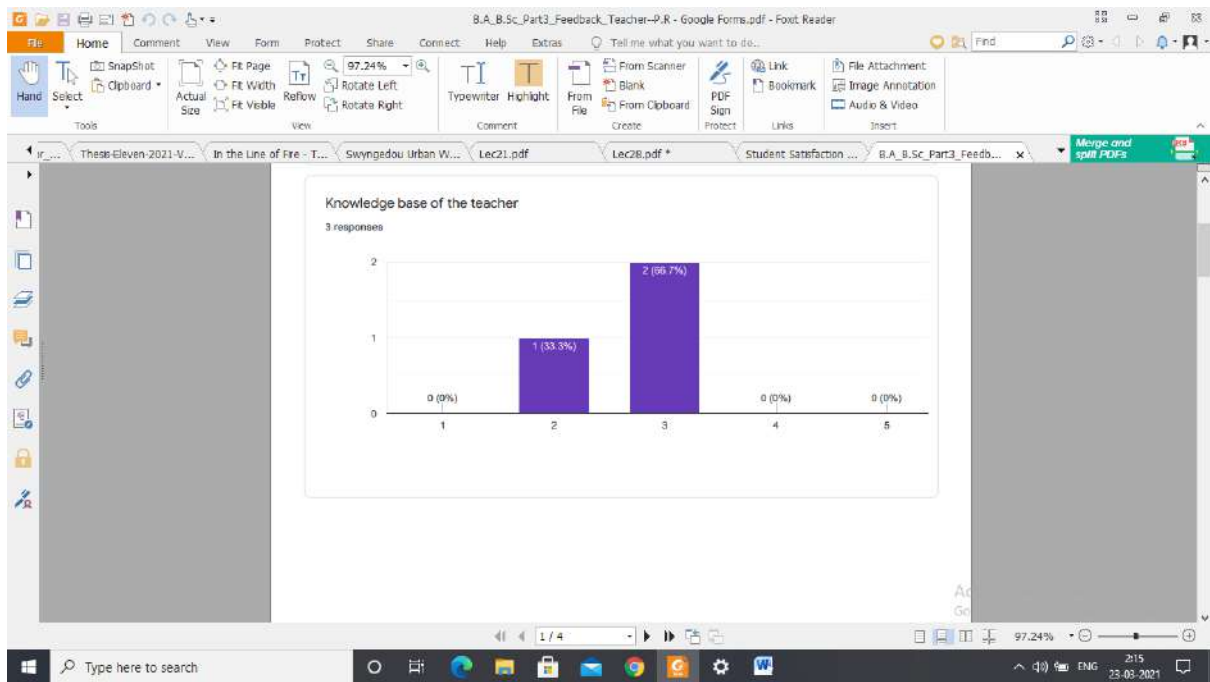 B.A_B.Sc_Part3_Feedback_Teacher--P.R - Google Forms.pdf - Foxit Reader
File Home Comment View Form Protect Share Connect Help Extras Tell me what you want to do... Find
Hand
Select
SnapShot
Clipboard
Tools
Actual Size
Fit Page
Fit Width
Fit Visible
Reflow
97.24%
Rotate Left
Rotate Right
View
Typewriter
Highlight
Comment
From File
From Scanner
Blank
From Clipboard
Create
PDF Sign
Protect
Link
Bookmark
Links
File Attachment
Image Annotation
Audio & Video
Insert
Thesis-Eleven-2021-V... In the Line of Fire - T... Swyngedou Urban W... Lec21.pdf Lec28.pdf * Student Satisfaction ... B.A_B.Sc_Part3_Feedb... x
Merge and
split PDFs
Knowledge base of the teacher
3 responses
2
2 (66.7%)
1
1 (33.3%)
0 (0%) 0 (0%) 0 (0%)
0
1 2 3 4 5
1 / 4
97.24%
Type here to search
ENG
2:15
23-03-2021